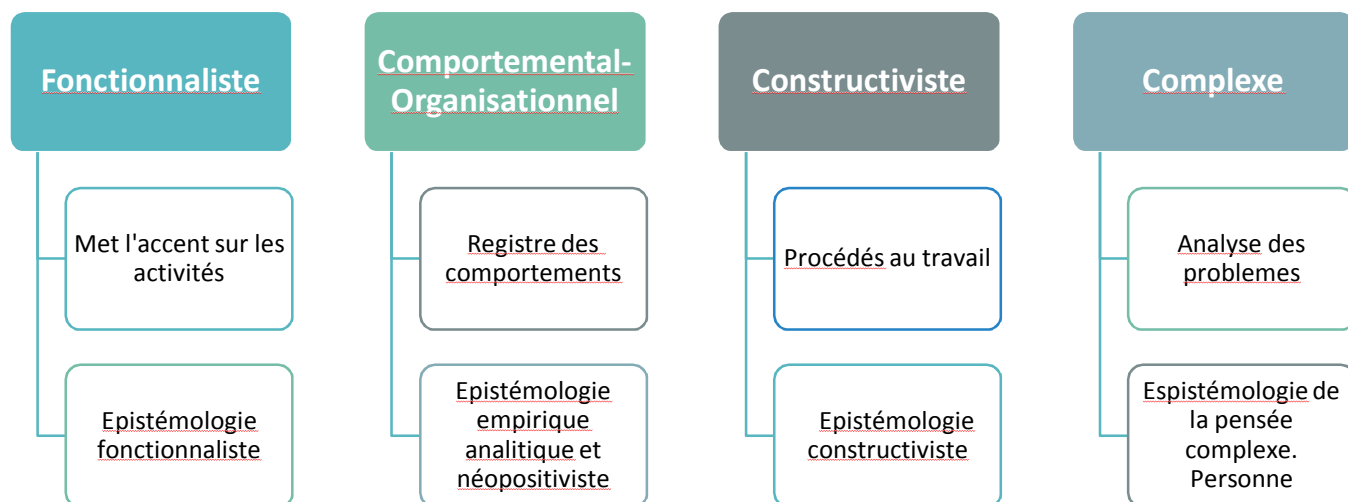 Fonctionnaliste
Met l'accent sur les
activités
Epistémologie
fonctionnaliste
Comportemental-
Organisationnel
Registre des
comportements
Epistémologie
empirique
analitique et
néopositiviste
Constructiviste
Procédés au travail
Epistémologie
constructiviste
Complexe
Analyse des
problemes
Espistémologie de
la pensée
complexe.
Personne